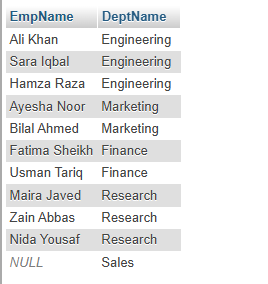 EmpName DeptName
Ali Khan Engineering
Sara Iqbal Engineering
Hamza Raza Engineering
Ayesha Noor Marketing
Bilal Ahmed Marketing
Fatima Sheikh Finance
Usman Tariq Finance
Maira Javed Research
Zain Abbas Research
Nida Yousaf Research
NULL Sales